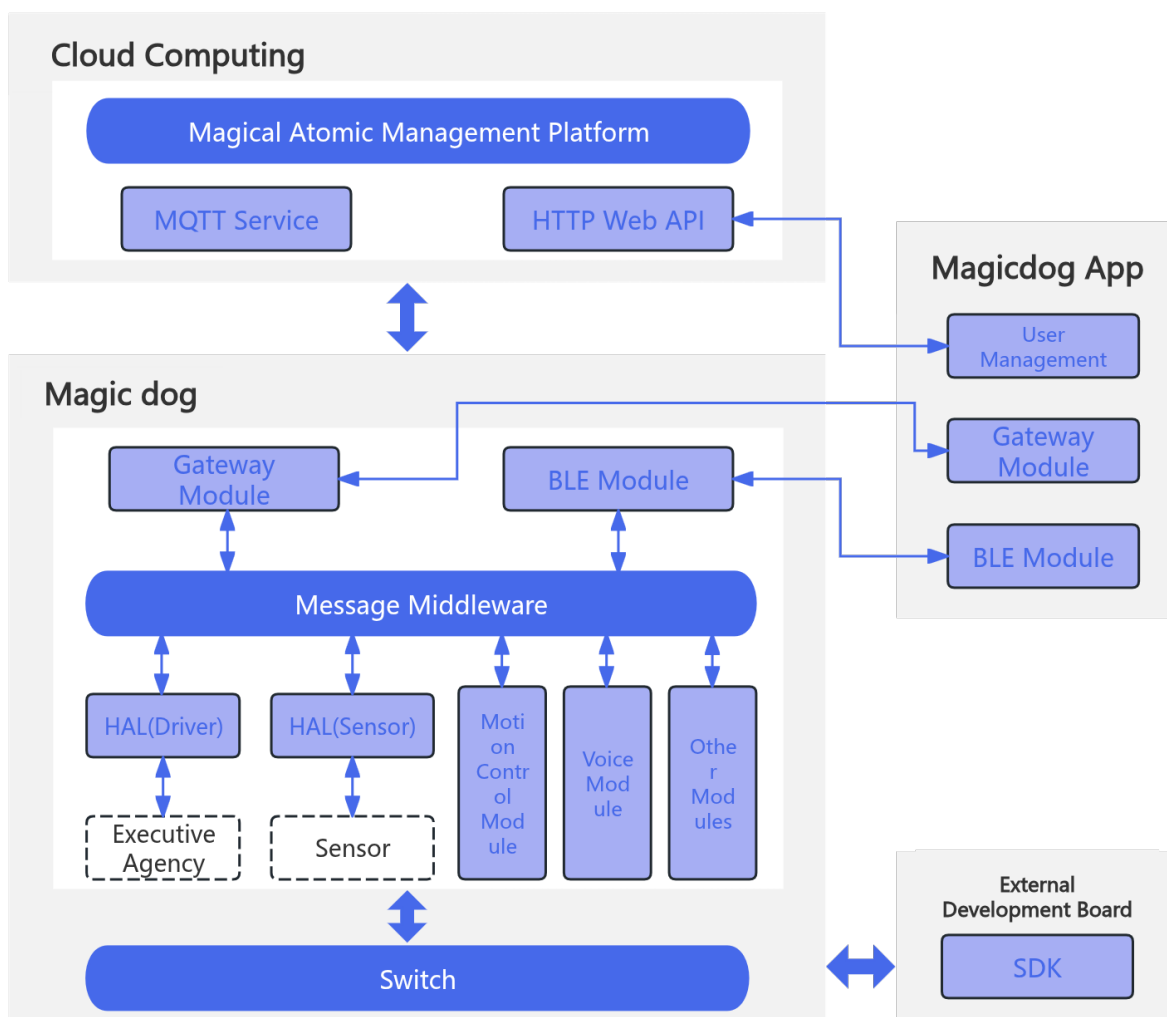 Cloud Computing
Magical Atomic Management Platform
MQTT Service
HTTP Web API
Magicdog App
User
Management
Gateway
Module
BLE Module
Magic dog
Gateway
Module
BLE Module
Message Middleware
HAL(Driver)
HAL(Sensor)
Moti
on
Contr
ol
Mod
ule
Voice
Mod
ule
Othe
r
Mod
ules
Executive
Agency
Sensor
Switch
External
Development Board
SDK